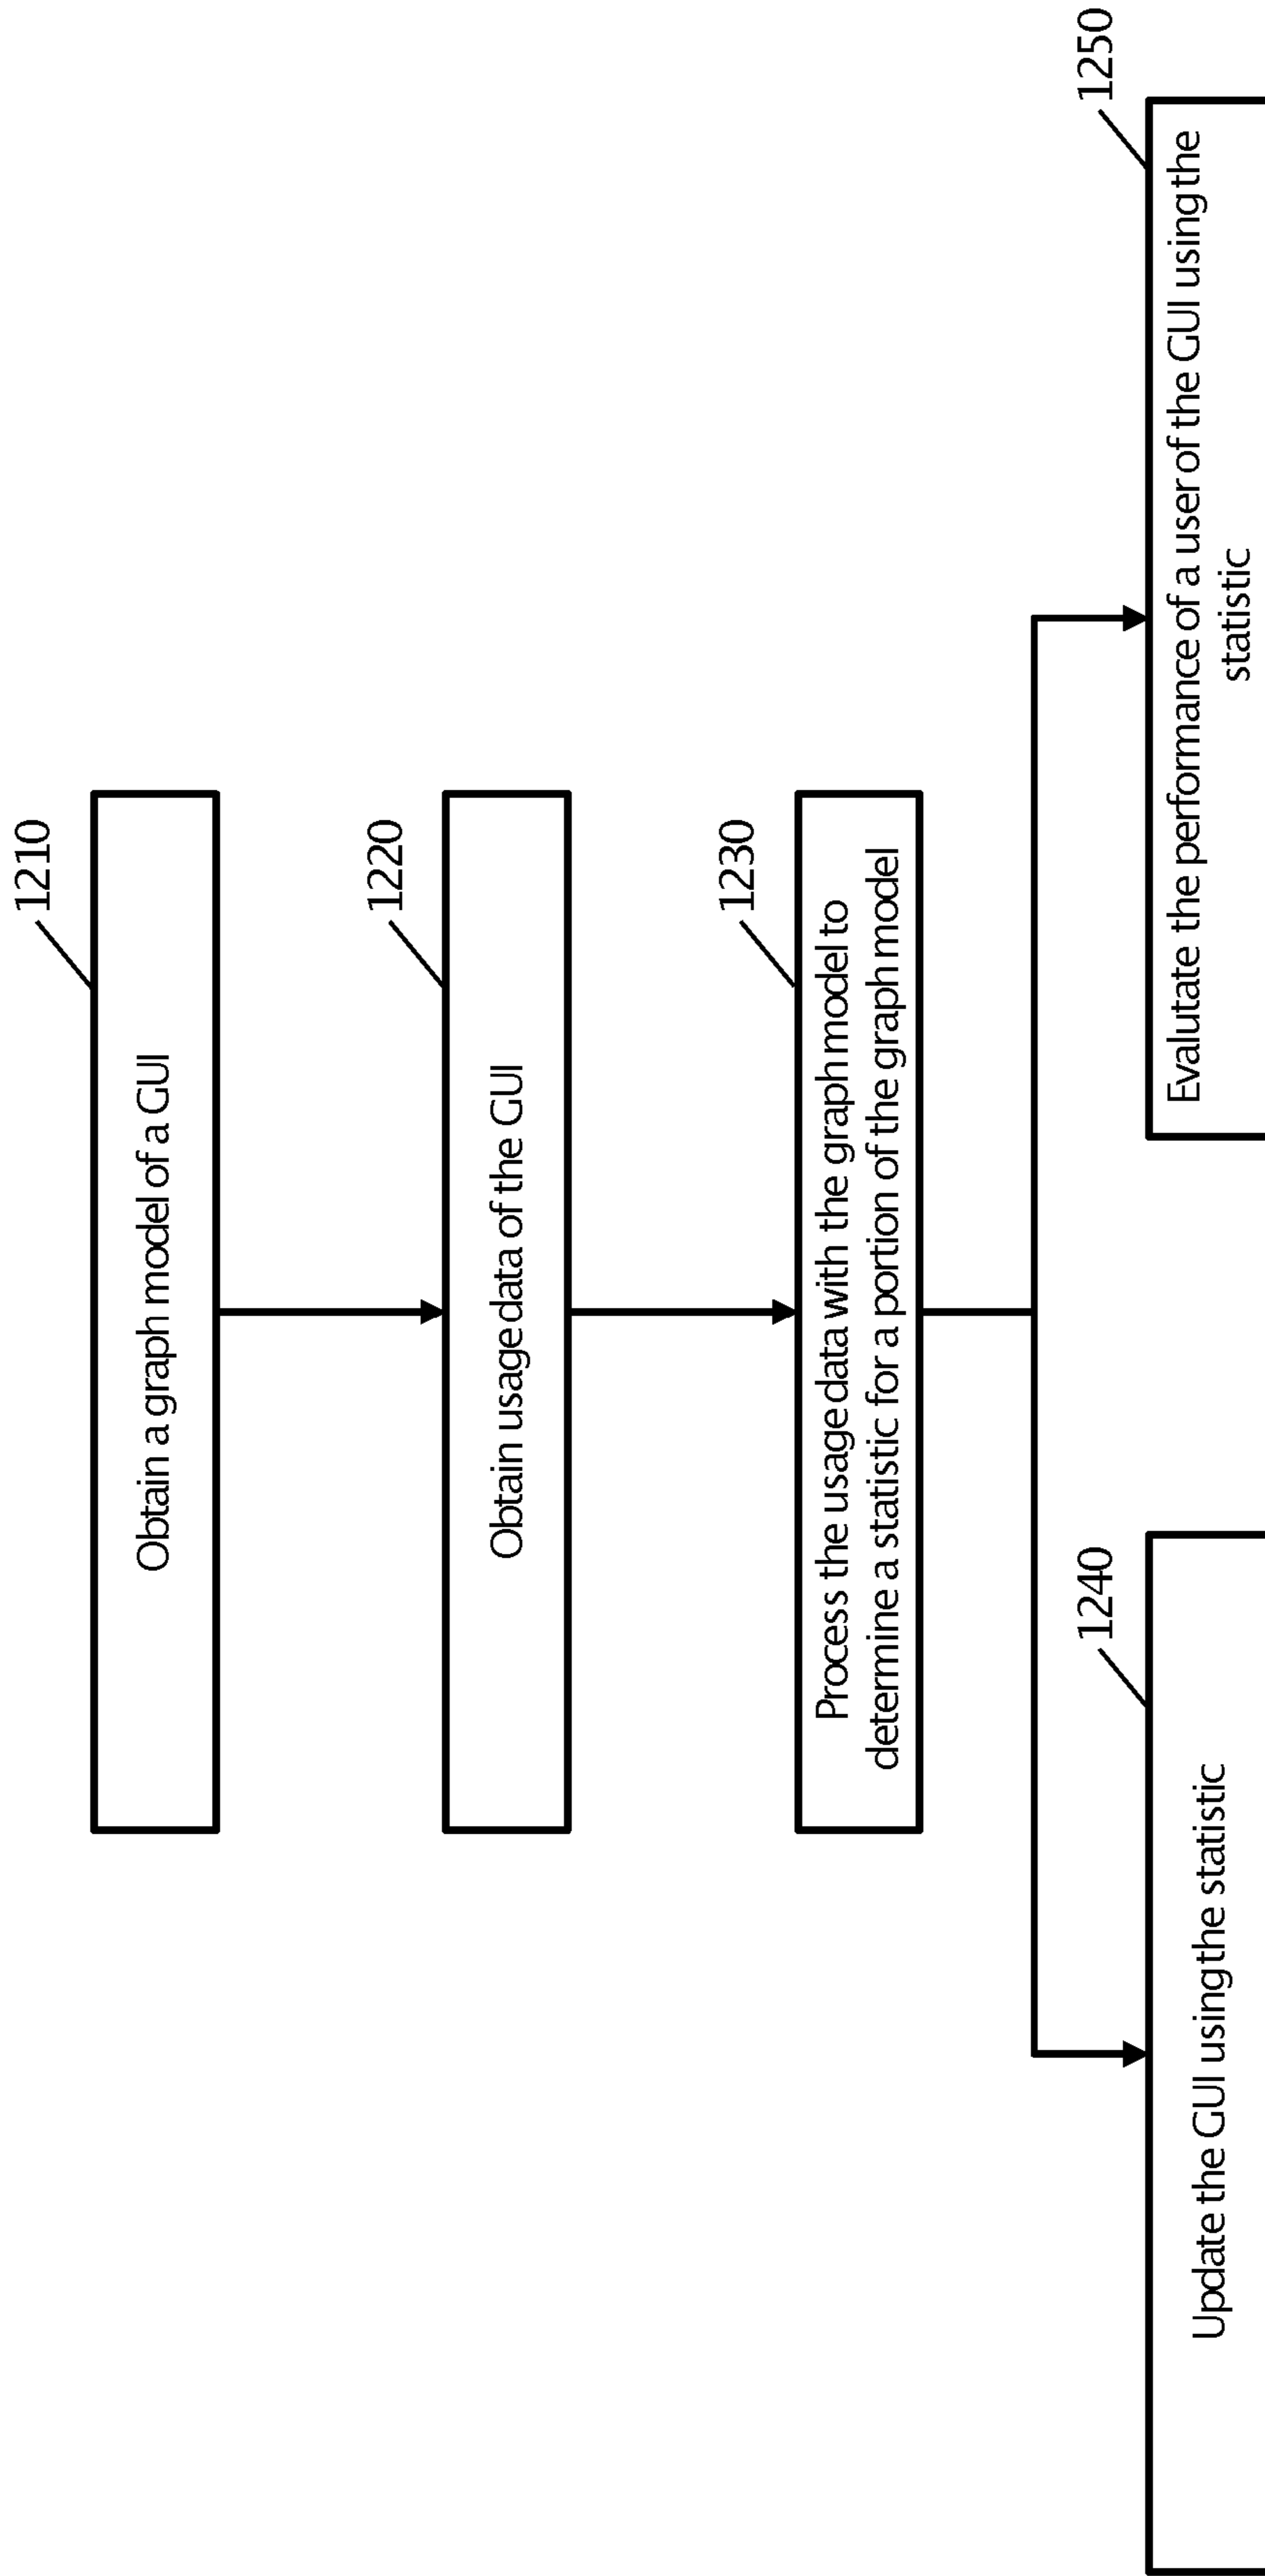 1210
Obtain a graph model of a GUI
1220
Obtain usage data of the GUI
1230
Process the usage data with the graph model to
determine a statistic for a portion of the graph model
1240
Update the GUI using the statistic
1250
Evalutate the performance of a user of the GUI using the
statistic